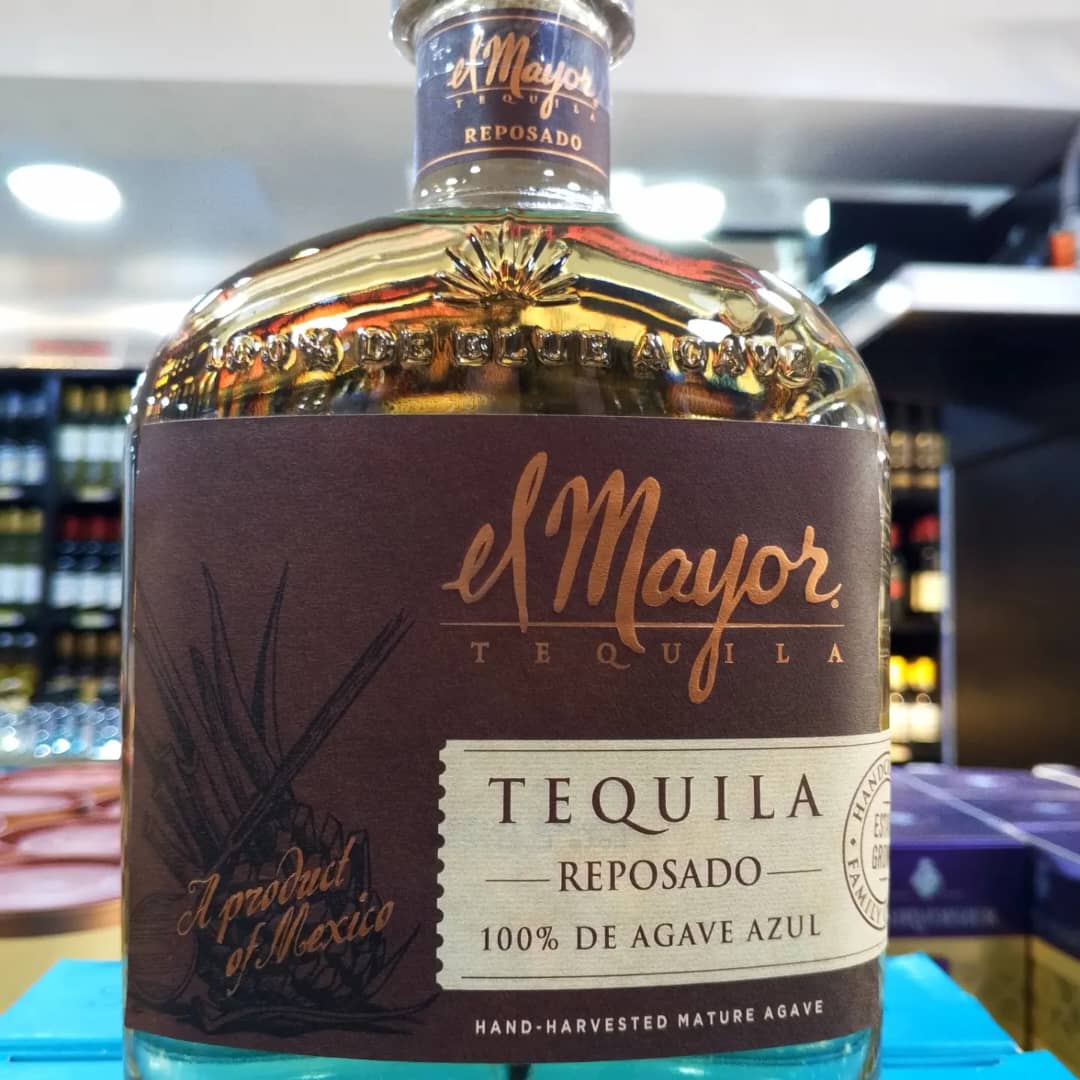 el Mayor
TEQUILA
REPOSADO
100% DE BLUE AGAVE
el Mayor
TEQUILA
TEQUILA
REPOSADO
100% DE AGAVE AZUL
A product
of Mexico
HAND-HARVESTED MATURE AGAVE
FAMILY